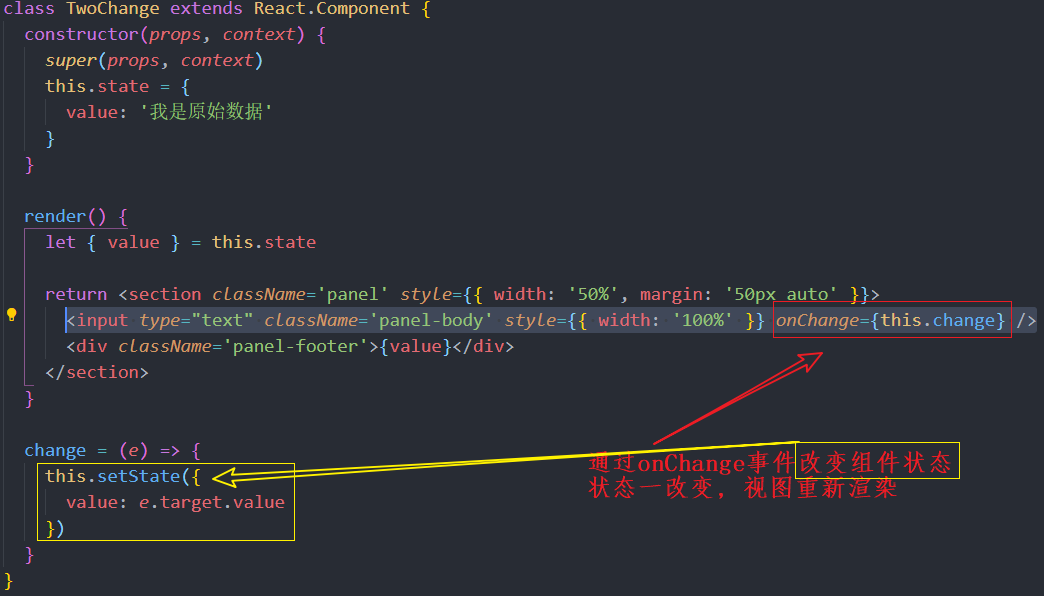 class TwoChange extends React.Component {
constructor(props, context) {
super(props, context)
this.state = {
value: '我是原始数据'
}
}
render() {
let { value } = this.state
return <section className='panel' style={{ width: '50%', margin: '50px auto' }}>
<input type="text" className='panel-body' style={{ width: '100%' }} onChange={this.change} />
<div className='panel-footer'>{value}</div>
</section>
}
change = (e) => {
this.setState({
value: e.target.value
})
}
}
通过onChange事件改变组件状态
状态一改变，视图重新渲染